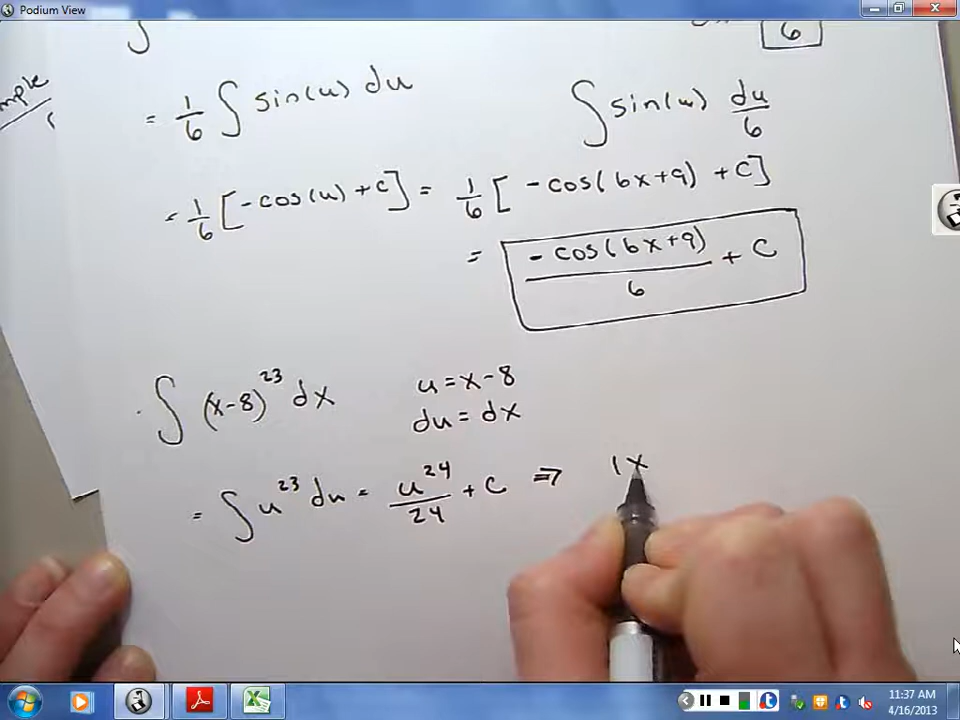 Podium View
6
= 1/6 ∫ sin(u) du
∫ sin(u) du/6
= 1/6 [-cos(u) + c] = 1/6 [-cos(6x+9) + C]
= -cos(6x+9)/6 + C
∫ (x-8)^23 dx
u = x-8
du = dx
= ∫ u^23 du = u^24/24 + C ⇒ (x
11:37 AM
4/16/2013